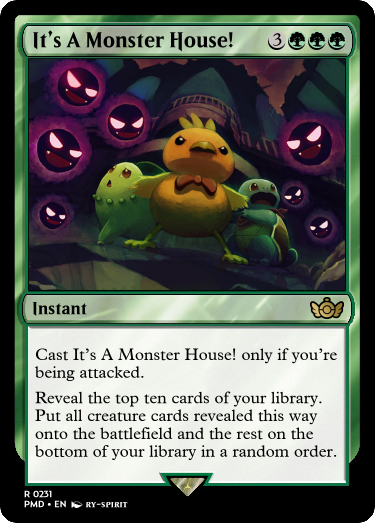 It's A Monster House! 3
Instant
Cast It's A Monster House! only if you're
being attacked.
Reveal the top ten cards of your library.
Put all creature cards revealed this way
onto the battlefield and the rest on the
bottom of your library in a random order.
R 0231
PMD • EN RY-SPIRIT